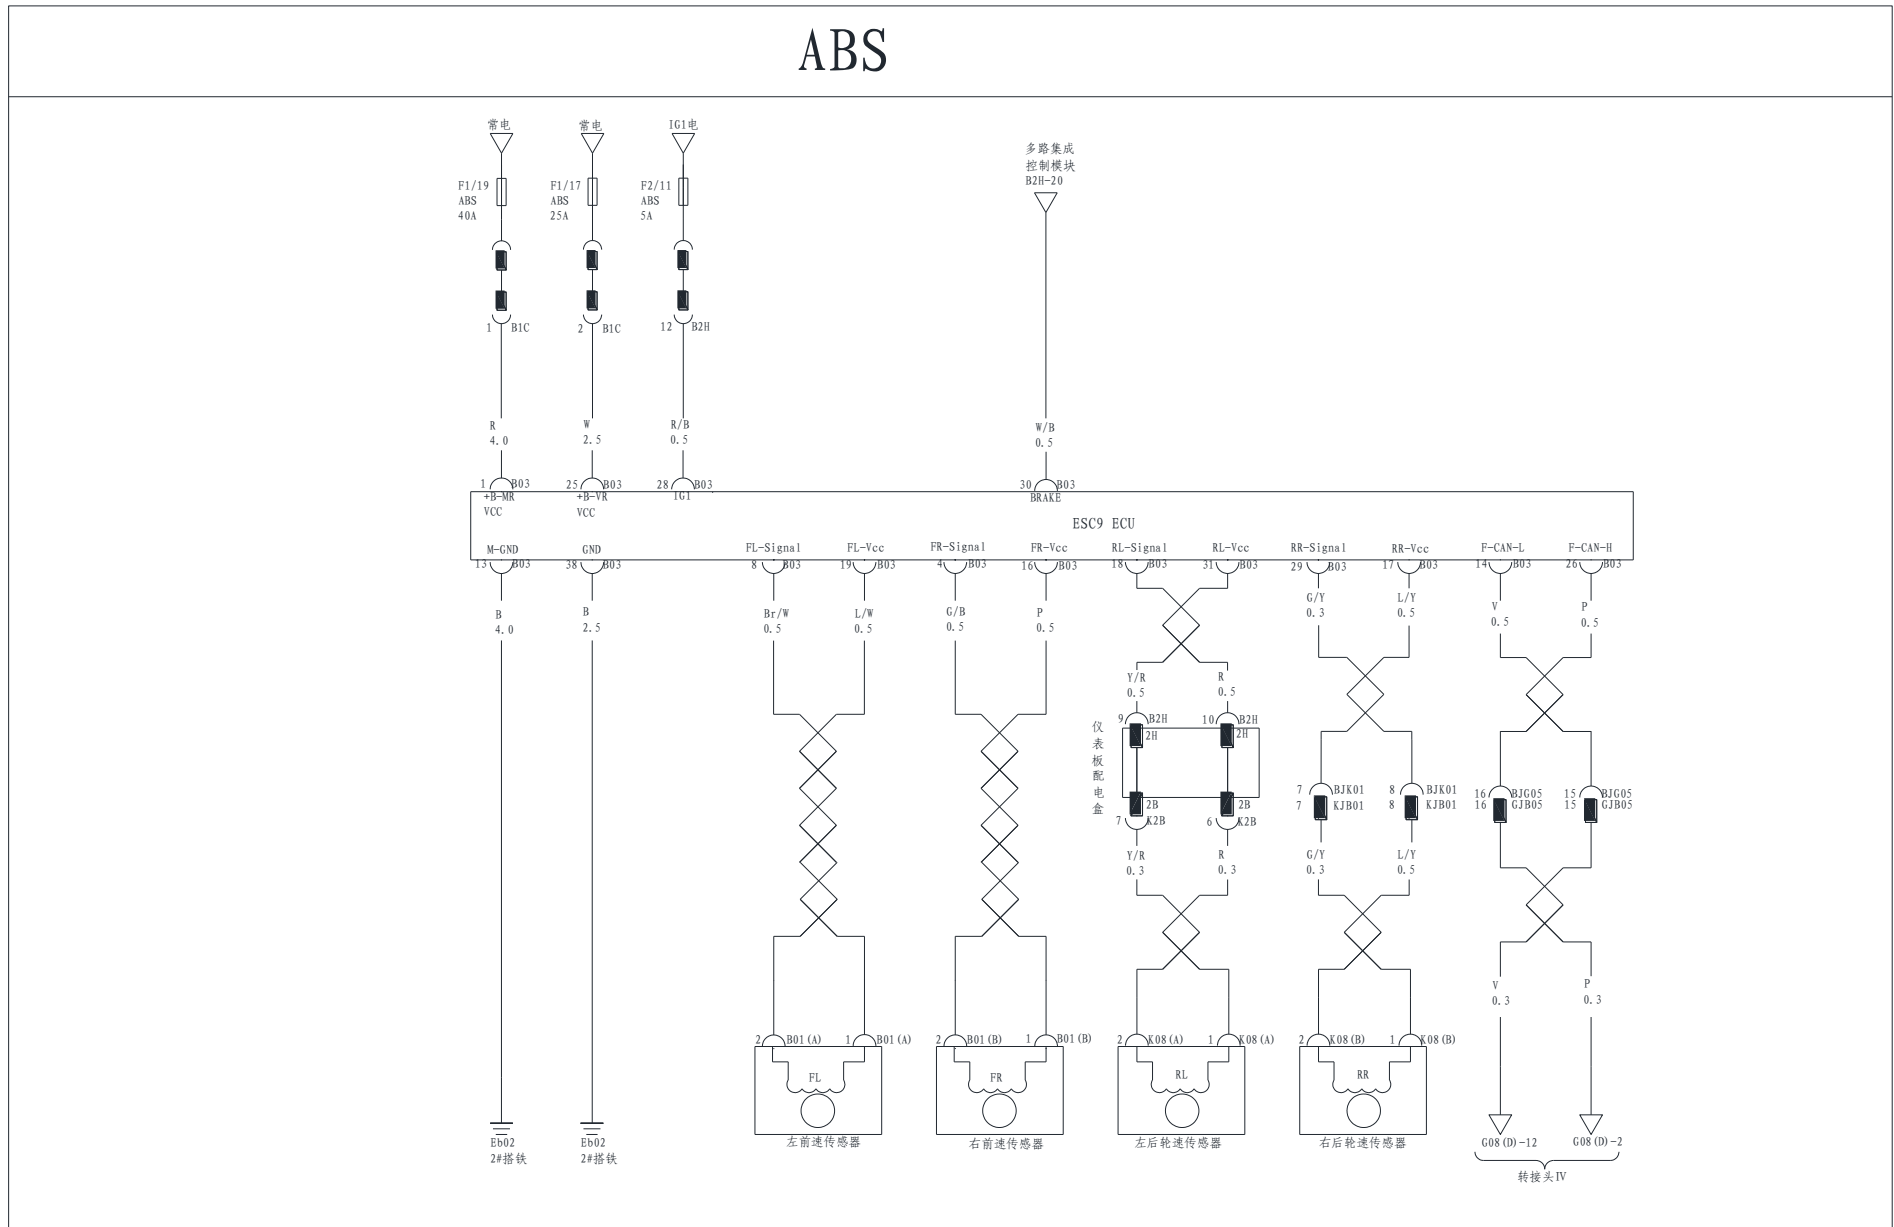 ABS
常电
常电
IG1电
F1/19
ABS
40A
F1/17
ABS
25A
F2/11
ABS
5A
多路集成
控制模块
B2H-20
1 B1C
2 B1C
12 B2H
R
4.0
W
2.5
R/B
0.5
W/B
0.5
1 B03
25 B03
28 B03
30 B03
+B-MR
VCC
+B-VR
VCC
IG1
BRAKE
ESC9 ECU
M-GND
GND
FL-Signal
FL-Vcc
FR-Signal
FR-Vcc
RL-Signal
RL-Vcc
RR-Signal
RR-Vcc
F-CAN-L
F-CAN-H
13 B03
38 B03
8 B03
19 B03
4 B03
16 B03
18 B03
31 B03
29 B03
17 B03
14 B03
26 B03
B
4.0
B
2.5
Br/W
0.5
L/W
0.5
G/B
0.5
P
0.5
G/Y
0.3
L/Y
0.5
V
0.5
P
0.5
Y/R
0.5
R
0.5
9 B2H
2H
10 B2H
2H
仪
表
板
配
电
盒
2B
7 K2B
2B
6 K2B
7 BJK01
7 KJB01
8 BJK01
8 KJB01
16 BJG05
16 GJB05
15 BJG05
15 GJB05
Y/R
0.3
R
0.3
G/Y
0.3
L/Y
0.5
V
0.3
P
0.3
2 B01(A)
1 B01(A)
2 B01(B)
1 B01(B)
2 K08(A)
1 K08(A)
2 K08(B)
1 K08(B)
FL
FR
RL
RR
Eb02
2#搭铁
Eb02
2#搭铁
左前速传感器
右前速传感器
左后轮速传感器
右后轮速传感器
G08(D)-12
G08(D)-2
转接头IV